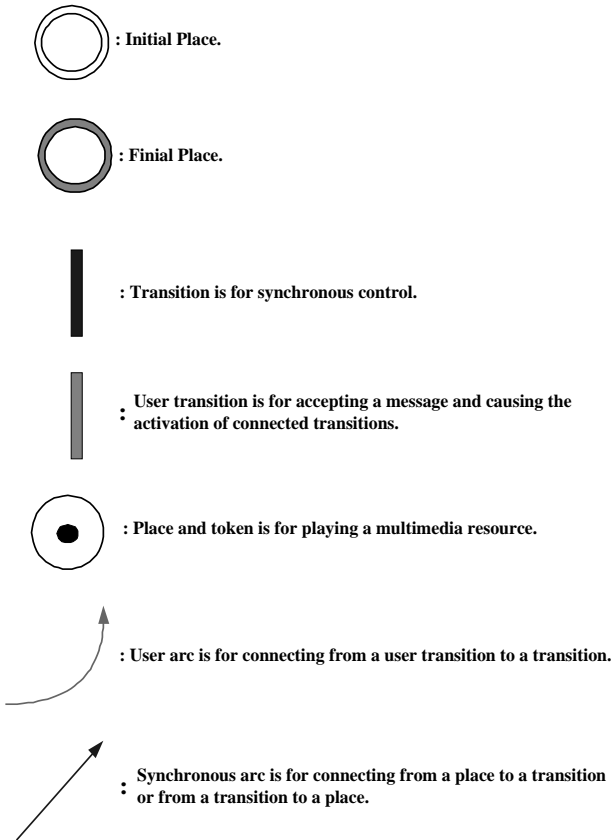 : Initial Place.
: Finial Place.
: Transition is for synchronous control.
: User transition is for accepting a message and causing the
activation of connected transitions.
: Place and token is for playing a multimedia resource.
: User arc is for connecting from a user transition to a transition.
: Synchronous arc is for connecting from a place to a transition
or from a transition to a place.